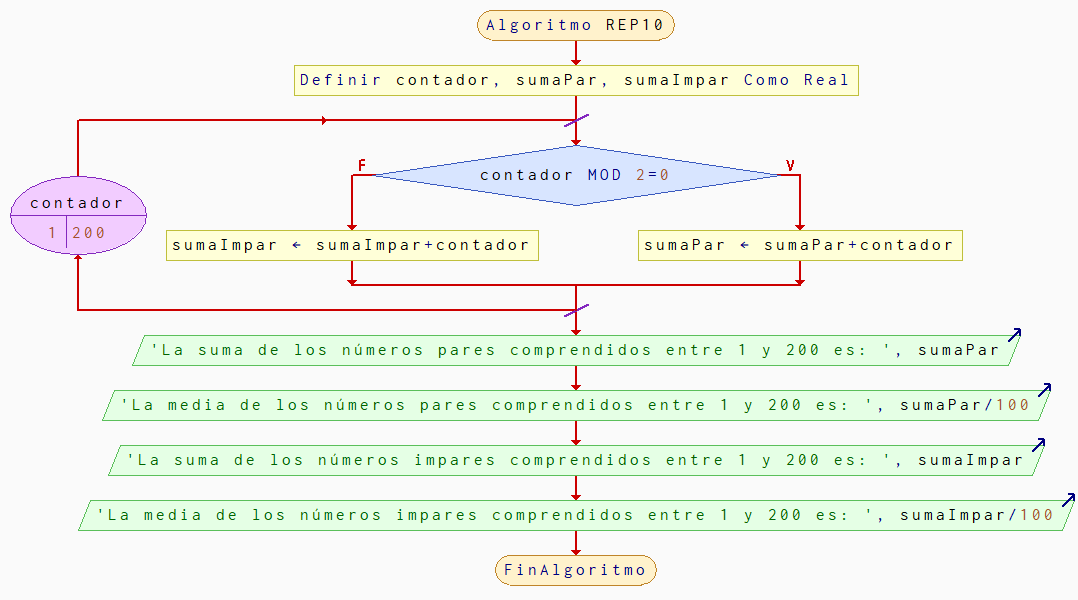 Algoritmo REP10
Definir contador, sumaPar, sumaImpar Como Real
F
V
contador MOD 2=0
contador
1 200
sumaImpar ← sumaImpar+contador
sumaPar ← sumaPar+contador
'La suma de los números pares comprendidos entre 1 y 200 es: ', sumaPar
'La media de los números pares comprendidos entre 1 y 200 es: ', sumaPar/100
'La suma de los números impares comprendidos entre 1 y 200 es: ', sumaImpar
'La media de los números impares comprendidos entre 1 y 200 es: ', sumaImpar/100
FinAlgoritmo